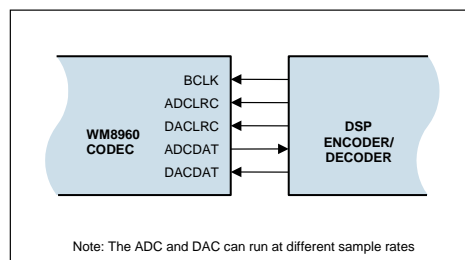 BCLK
ADCLRC
DACLRC
ADCDAT
DACDAT
WM8960
CODEC
DSP
ENCODER/
DECODER
Note: The ADC and DAC can run at different sample rates